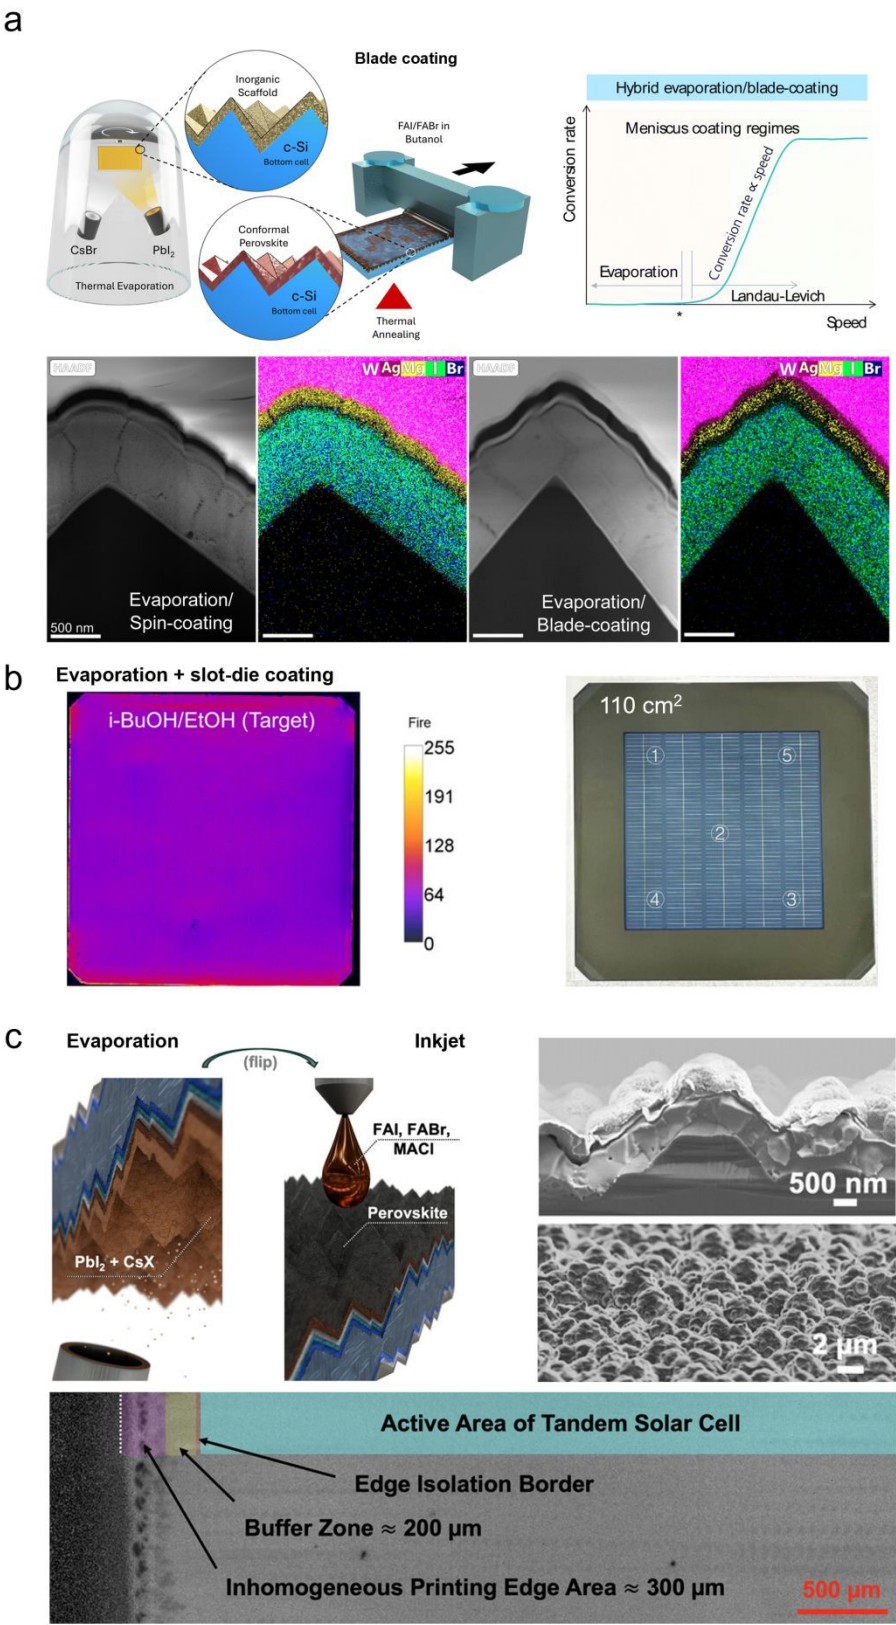 a
Blade coating
Inorganic
Scaffold
c-Si
Bottom cell
CsBr
PbI₂
Thermal Evaporation
Conformal
Perovskite
c-Si
Bottom cell
FAI/FABr in
Butanol
Thermal
Annealing
Hybrid evaporation/blade-coating
Meniscus coating regimes
Conversion rate
Conversion rate ∝ speed
Evaporation
Landau-Levich
*
Speed
HAADF
Evaporation/
Spin-coating
500 nm
W Ag Mg I Br
HAADF
Evaporation/
Blade-coating
W Ag Mg I Br
b
Evaporation + slot-die coating
i-BuOH/EtOH (Target)
Fire
255
191
128
64
0
110 cm²
① ⑤
②
④ ③
c
Evaporation
(flip)
Inkjet
PbI₂ + CsX
FAI, FABr,
MACl
Perovskite
500 nm
2 μm
Active Area of Tandem Solar Cell
Edge Isolation Border
Buffer Zone ≈ 200 μm
Inhomogeneous Printing Edge Area ≈ 300 μm
500 μm